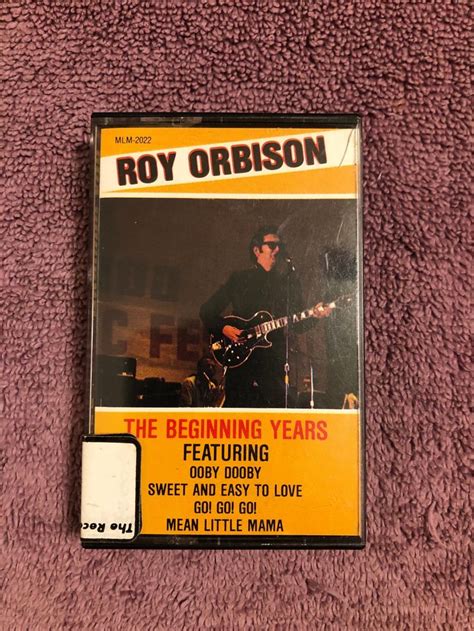 MLM-2022
ROY ORBISON
THE BEGINNING YEARS
FEATURING
OOBY DOOBY
SWEET AND EASY TO LOVE
GO! GO! GO!
MEAN LITTLE MAMA
The Reco